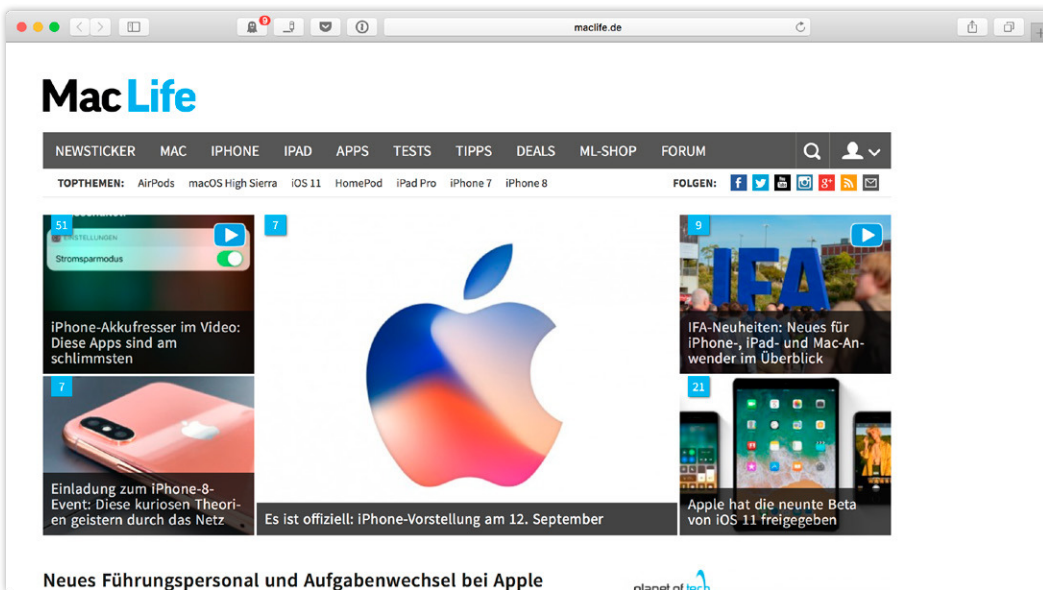 9
maclife.de
Mac Life
NEWSTICKER MAC IPHONE IPAD APPS TESTS TIPPS DEALS ML-SHOP FORUM
TOPTHEMEN: AirPods macOS High Sierra iOS 11 HomePod iPad Pro iPhone 7 iPhone 8 FOLGEN:
51
EINSTELLUNGEN
Stromsparmodus
iPhone-Akkufresser im Video:
Diese Apps sind am
schlimmsten
7
Einladung zum iPhone-8-
Event: Diese kuriosen Theori-
en geistern durch das Netz
7
Es ist offiziell: iPhone-Vorstellung am 12. September
9
IFA
IFA-Neuheiten: Neues für
iPhone-, iPad- und Mac-An-
wender im Überblick
21
Apple hat die neunte Beta
von iOS 11 freigegeben
Neues Führungspersonal und Aufgabenwechsel bei Apple
planet of tech